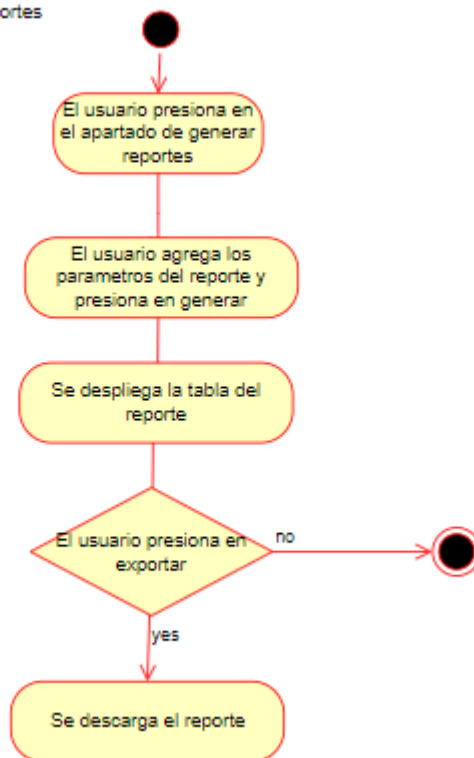 ortes
El usuario presiona en
el apartado de generar
reportes
El usuario agrega los
parametros del reporte y
presiona en generar
Se despliega la tabla del
reporte
El usuario presiona en
exportar
no
yes
Se descarga el reporte